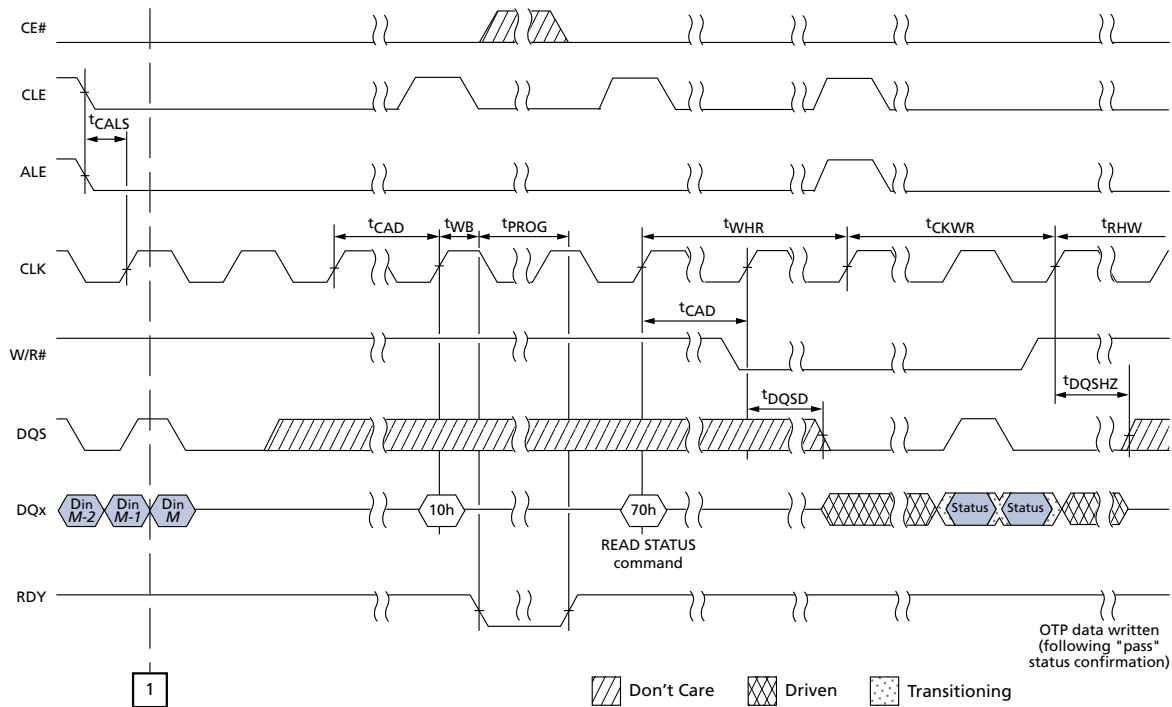 CE#
CLE
tCALS
ALE
tCAD tWB tPROG tWHR tCKWR tRHW
CLK
tCAD
W/R#
tDQSD tDQSHZ
DQS
DQx Din M-2 Din M-1 Din M 10h 70h Status Status
READ STATUS
command
RDY
OTP data written
(following "pass"
status confirmation)
1
Don't Care Driven Transitioning